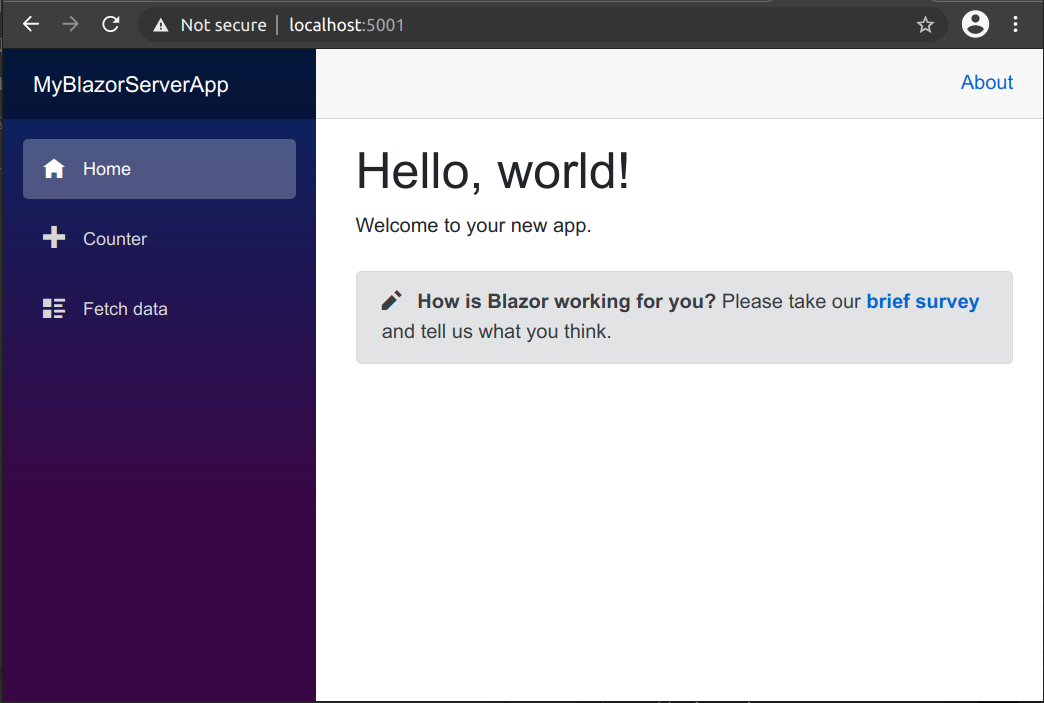 Not secure | localhost:5001
MyBlazorServerApp
About
Home
Counter
Fetch data
Hello, world!
Welcome to your new app.
How is Blazor working for you? Please take our brief survey
and tell us what you think.